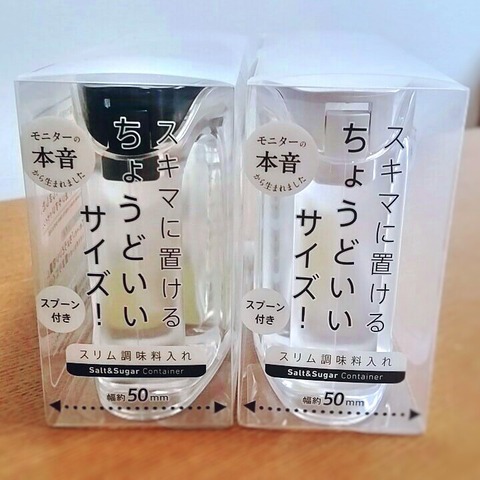 スキマに置ける
ちょうどいい
サイズ!
モニターの
本音
から生まれました
スプーン
付き
スリム調味料入れ
Salt&Sugar Container
幅約50mm
スキマに置ける
ちょうどいい
サイズ!
モニターの
本音
から生まれました
スプーン
付き
スリム調味料入れ
Salt&Sugar Container
幅約50mm